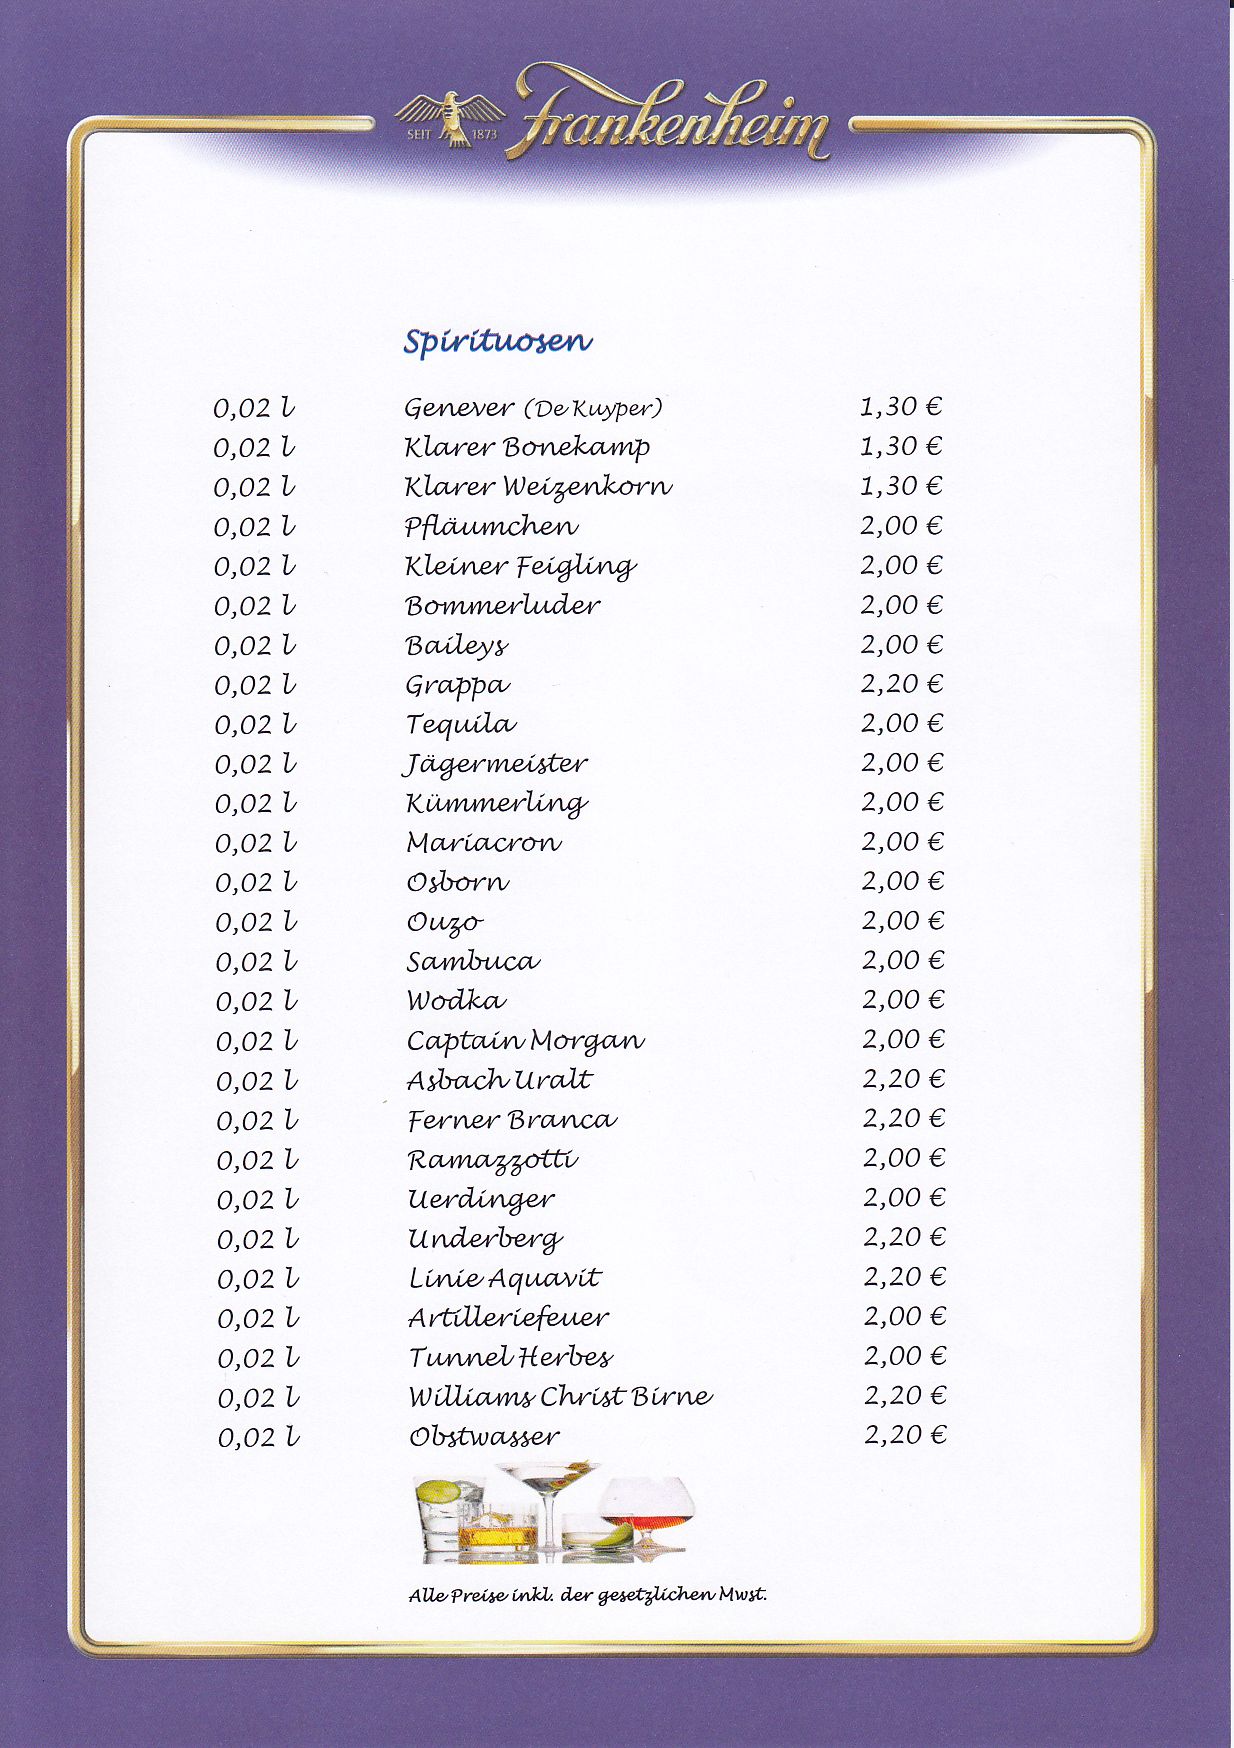 SEIT 1873 Frankenheim
Spirituosen
0,02 l Genever (De Kuyper) 1,30 €
0,02 l Klarer Bonekamp 1,30 €
0,02 l Klarer Weizenkorn 1,30 €
0,02 l Pfläumchen 2,00 €
0,02 l Kleiner Feigling 2,00 €
0,02 l Bommerluder 2,00 €
0,02 l Baileys 2,00 €
0,02 l Grappa 2,20 €
0,02 l Tequila 2,00 €
0,02 l Jägermeister 2,00 €
0,02 l Kümmerling 2,00 €
0,02 l Mariacron 2,00 €
0,02 l Osborn 2,00 €
0,02 l Ouzo 2,00 €
0,02 l Sambuca 2,00 €
0,02 l Wodka 2,00 €
0,02 l Captain Morgan 2,00 €
0,02 l Asbach Uralt 2,20 €
0,02 l Ferner Branca 2,20 €
0,02 l Ramazzotti 2,00 €
0,02 l Uerdinger 2,00 €
0,02 l Underberg 2,20 €
0,02 l Linie Aquavit 2,20 €
0,02 l Artilleriefeuer 2,00 €
0,02 l Tunnel Herbes 2,00 €
0,02 l Williams Christ Birne 2,20 €
0,02 l Obstwasser 2,20 €
Alle Preise inkl. der gesetzlichen Mwst.